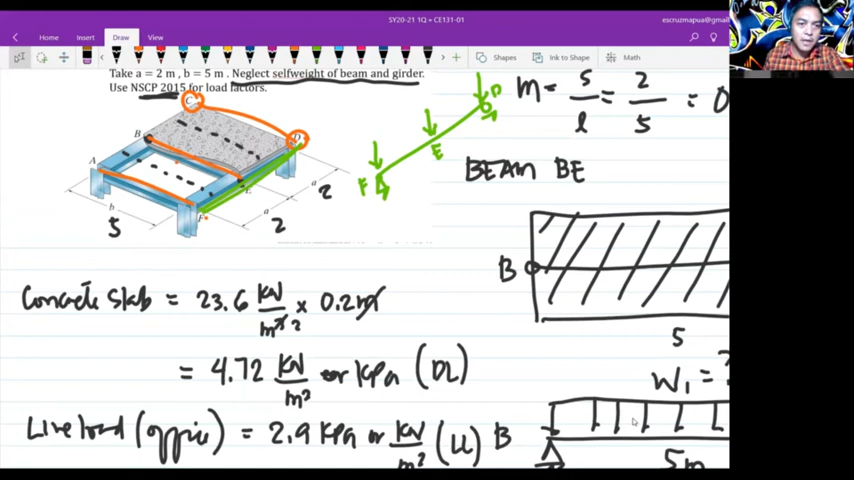 SY20-21 1Q » CE131-01
escruzmapua@gmai
Home Insert Draw View
Shapes Ink to Shape Math
Take a = 2 m , b = 5 m . Neglect selfweight of beam and girder.
Use NSCP 2015 for load factors.
C
B
D
A
E
F
b
a
a
5
2
2
D
E
F
m = s/l = 2/5 = 0
BEAM BE
B
5
Concrete Slab = 23.6 KN/m³ x 0.2m
2
= 4.72 KN/m² or KPa (DL)
W₁ = ?
Live load (office) = 2.9 KPa or KN/m² (LL)
B
5m